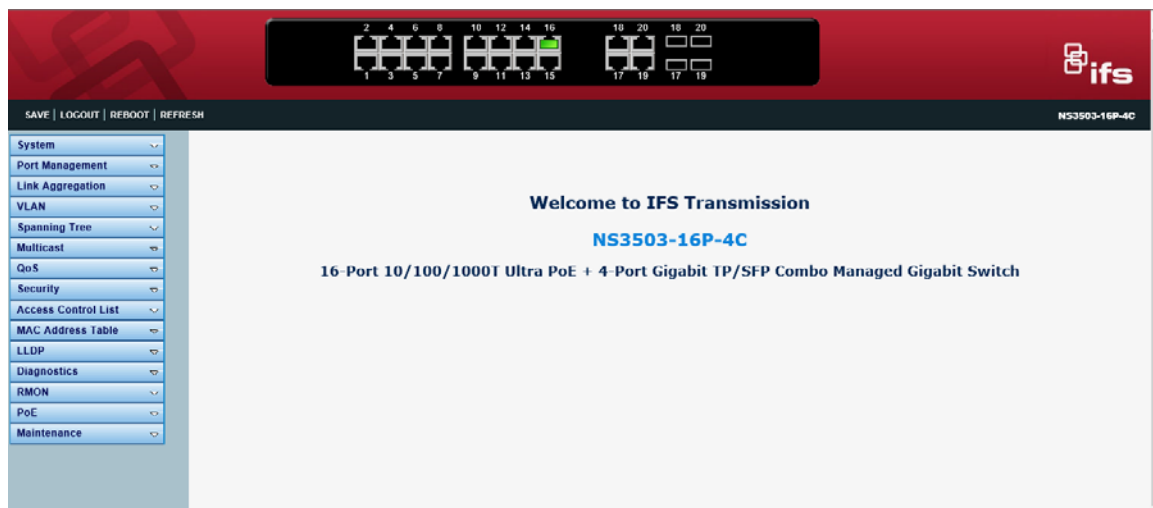 2 4 6 8 10 12 14 16 18 20 18 20
1 3 5 7 9 11 13 15 17 19 17 19
ifs
SAVE | LOGOUT | REBOOT | REFRESH
NS3503-16P-4C
System
Port Management
Link Aggregation
VLAN
Spanning Tree
Multicast
QoS
Security
Access Control List
MAC Address Table
LLDP
Diagnostics
RMON
PoE
Maintenance
Welcome to IFS Transmission
NS3503-16P-4C
16-Port 10/100/1000T Ultra PoE + 4-Port Gigabit TP/SFP Combo Managed Gigabit Switch